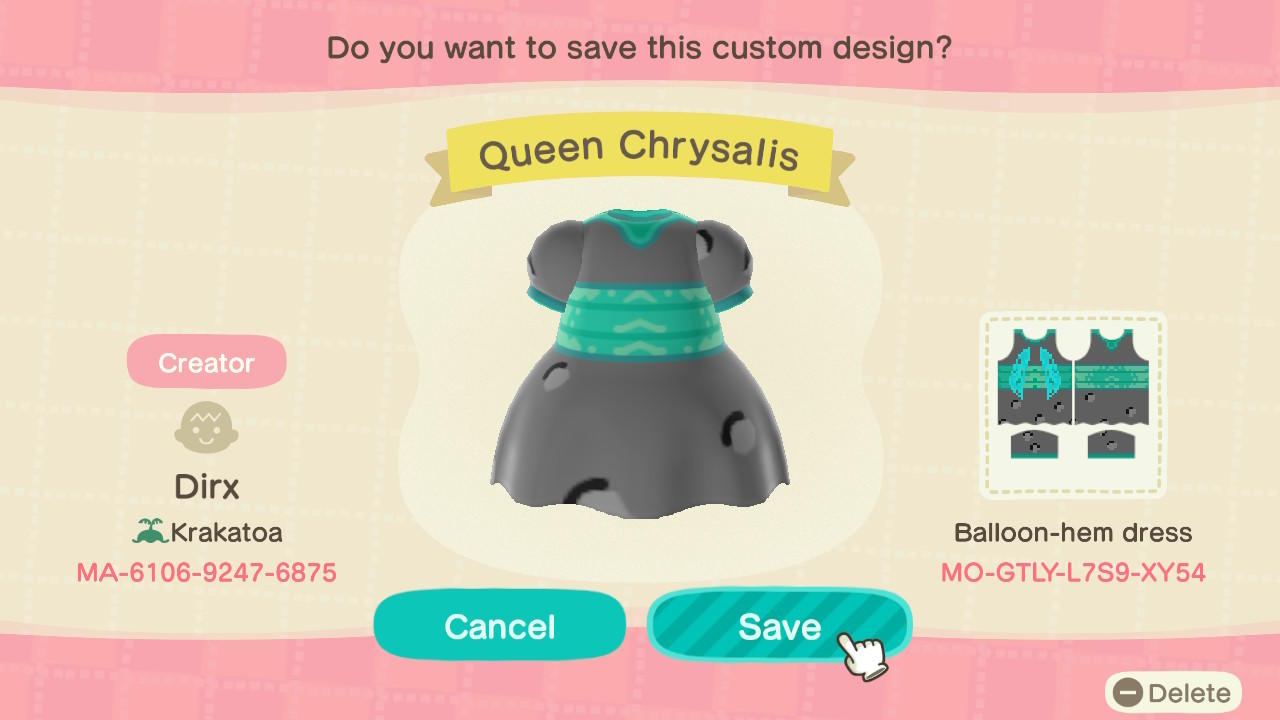 Do you want to save this custom design?
Queen Chrysalis
Creator
Dirx
Krakatoa
MA-6106-9247-6875
Balloon-hem dress
MO-GTLY-L7S9-XY54
Cancel
Save
Delete